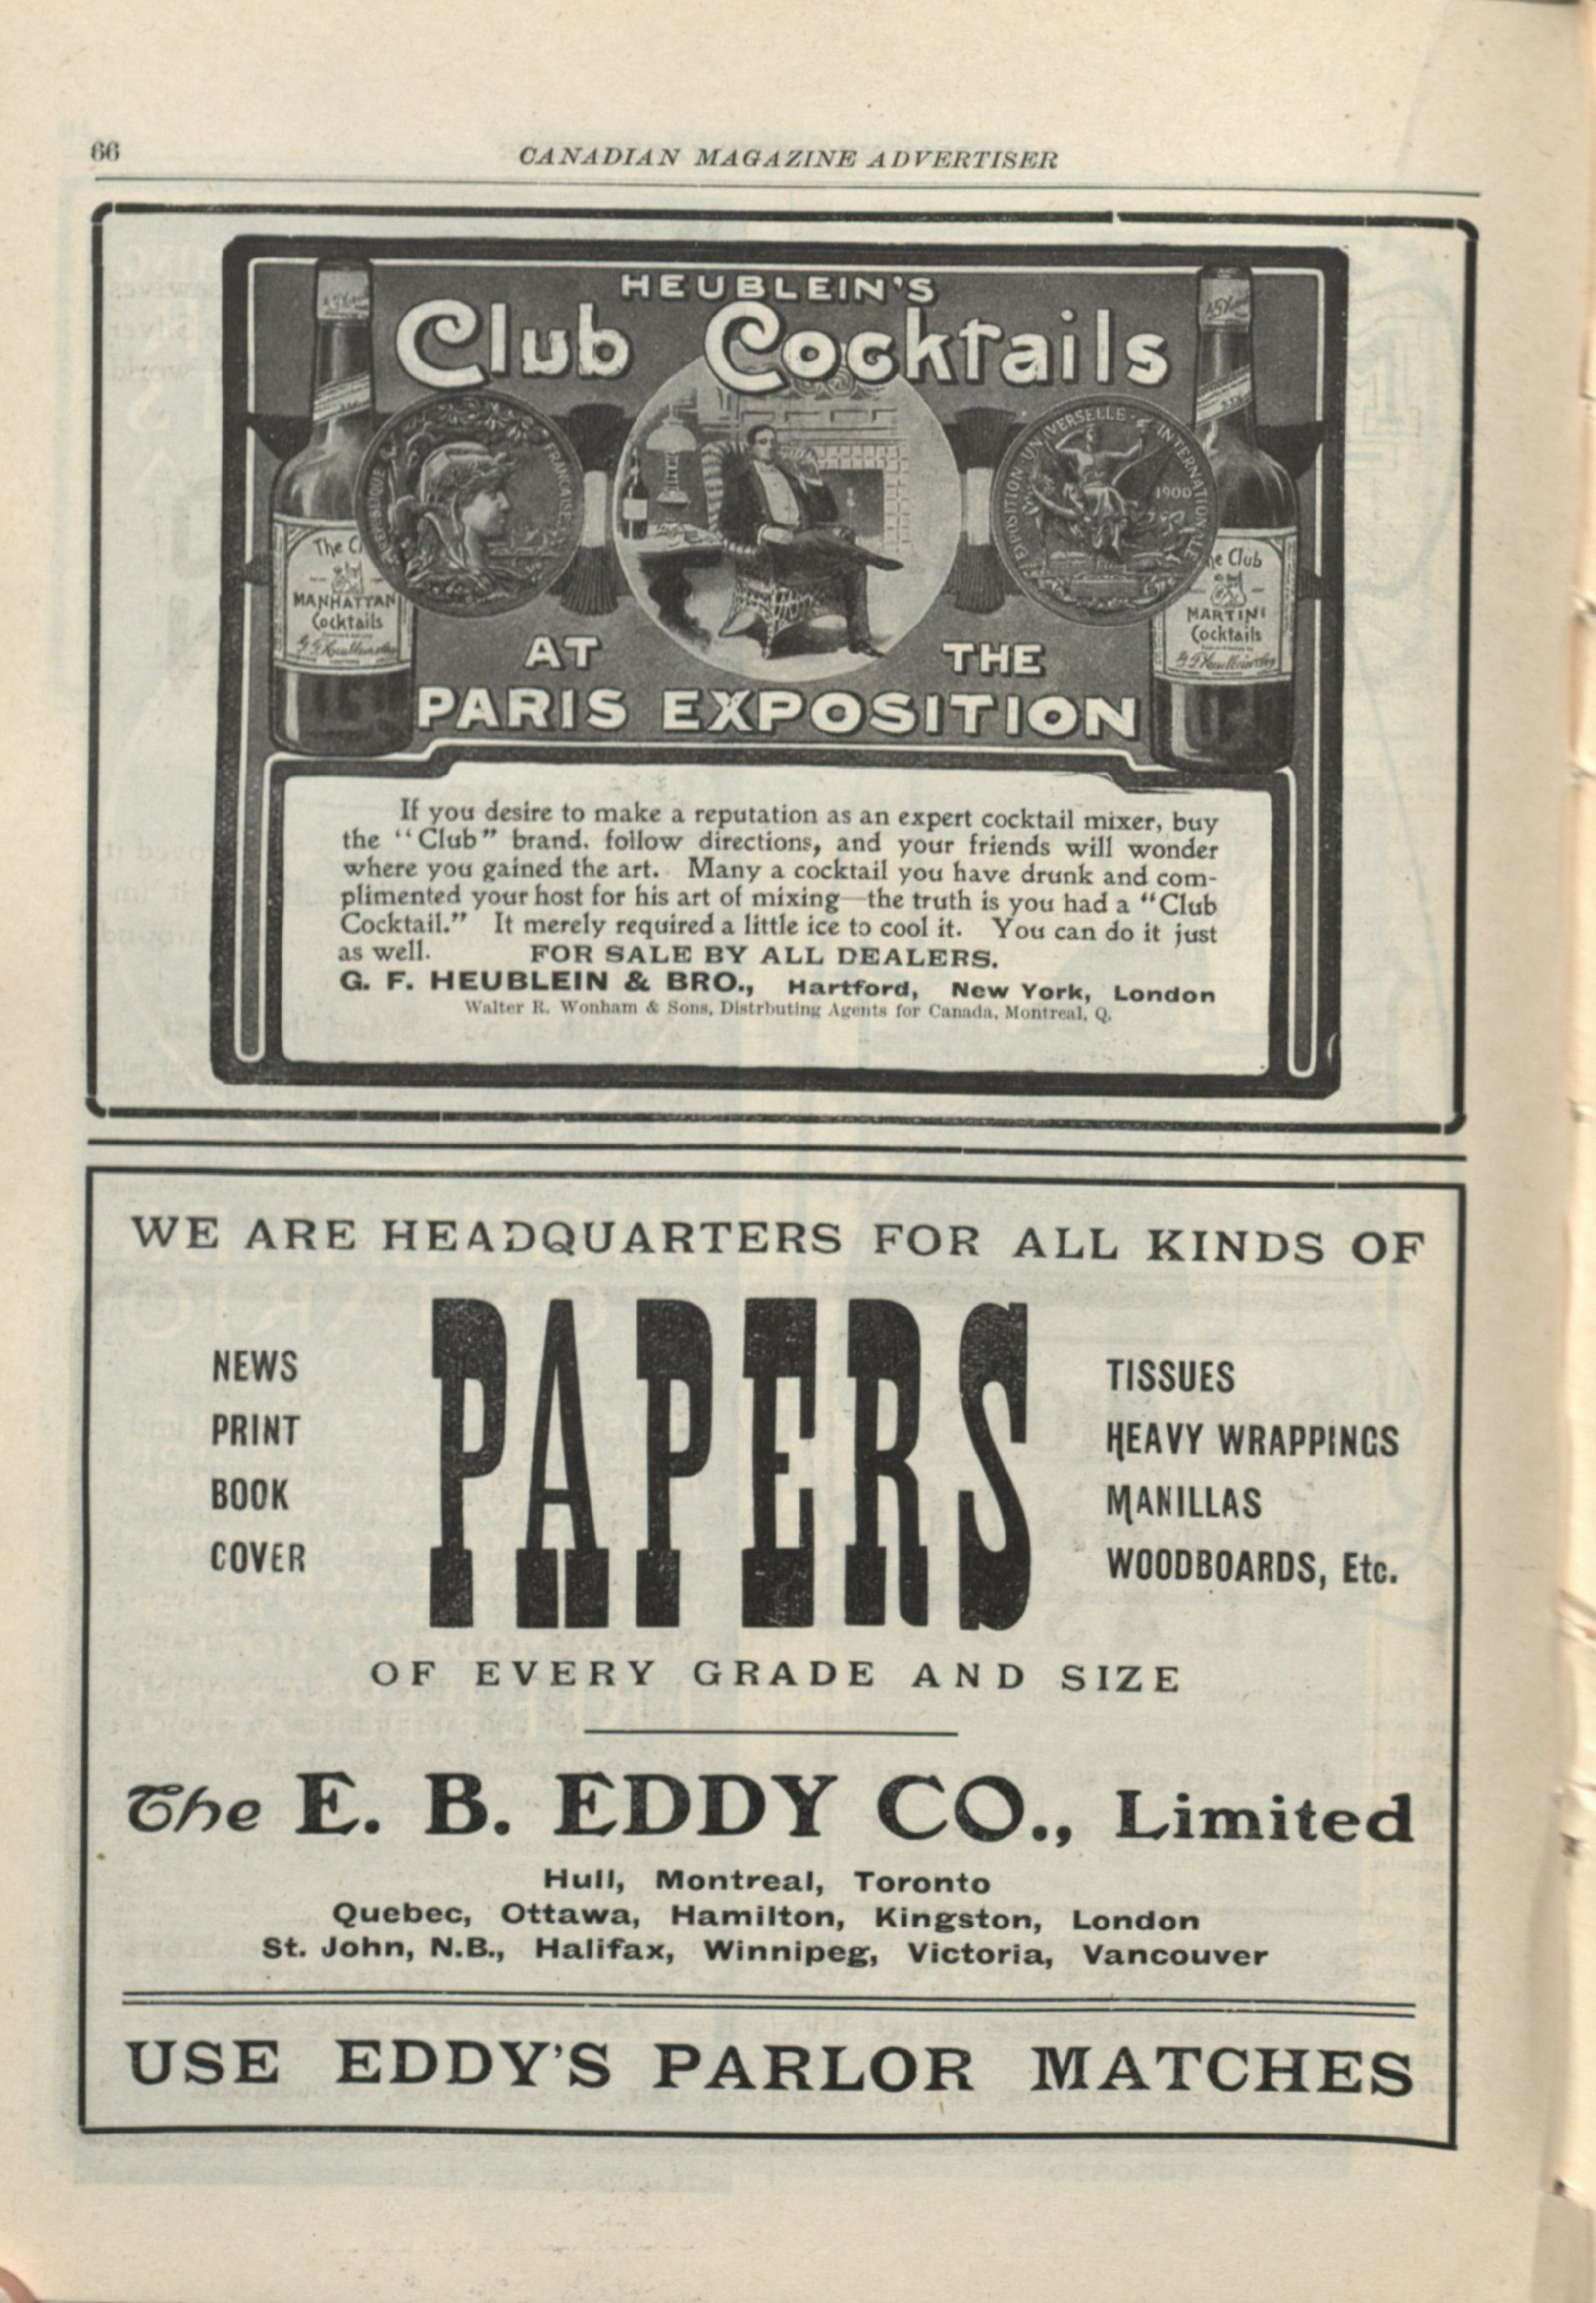 66
CANADIAN MAGAZINE ADVERTISER
HEUBLEIN'S
Club Cocktails
REPUBLIQUE FRANCAISE
EXPOSITION UNIVERSELLE INTERNATIONALE
1900
The Cl
MANHATTAN
Cocktails
he Club
MARTINI
Cocktails
AT THE
PARIS EXPOSITION
If you desire to make a reputation as an expert cocktail mixer, buy
the "Club" brand, follow directions, and your friends will wonder
where you gained the art. Many a cocktail you have drunk and com-
plimented your host for his art of mixing—the truth is you had a "Club
Cocktail." It merely required a little ice to cool it. You can do it just
as well. FOR SALE BY ALL DEALERS.
G. F. HEUBLEIN & BRO., Hartford, New York, London
Walter R. Wonham & Sons, Distrbuting Agents for Canada, Montreal, Q.
WE ARE HEADQUARTERS FOR ALL KINDS OF
PAPERS
NEWS
PRINT
BOOK
COVER
TISSUES
HEAVY WRAPPINGS
MANILLAS
WOODBOARDS, Etc.
OF EVERY GRADE AND SIZE
The E. B. EDDY CO., Limited
Hull, Montreal, Toronto
Quebec, Ottawa, Hamilton, Kingston, London
St. John, N.B., Halifax, Winnipeg, Victoria, Vancouver
USE EDDY'S PARLOR MATCHES